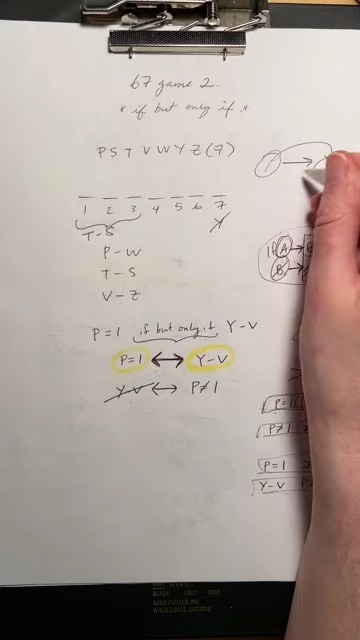 67 game 2.
* if but only if *
P S T V W Y Z (7)
1 2 3 4 5 6 7
T - S
Y
P - W
T - S
V - Z
P = 1 if but only if Y - V
P = 1 ↔ Y - V
Y V ↔ P ≠ 1
If A →
B →
P = 1
P ≠ 1
P = 1 Y
Y - V P